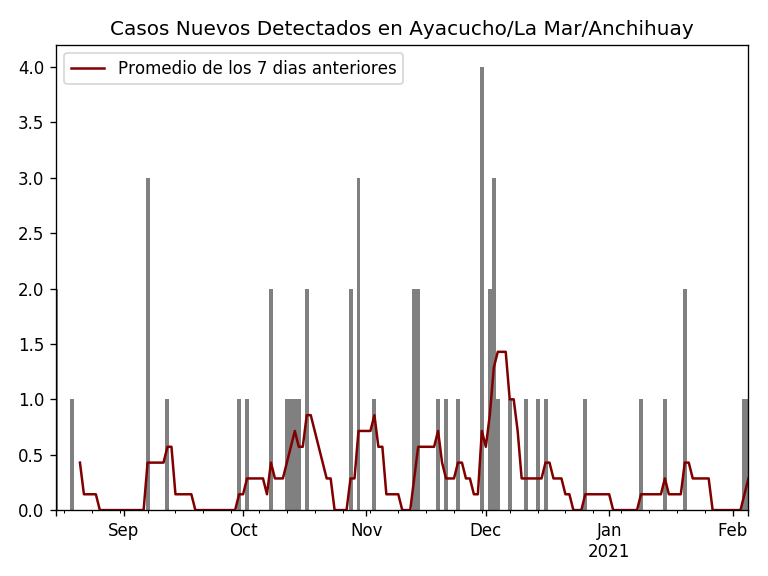 Casos Nuevos Detectados en Ayacucho/La Mar/Anchihuay
Promedio de los 7 dias anteriores
4.0
3.5
3.0
2.5
2.0
1.5
1.0
0.5
0.0
Sep
Oct
Nov
Dec
Jan
2021
Feb